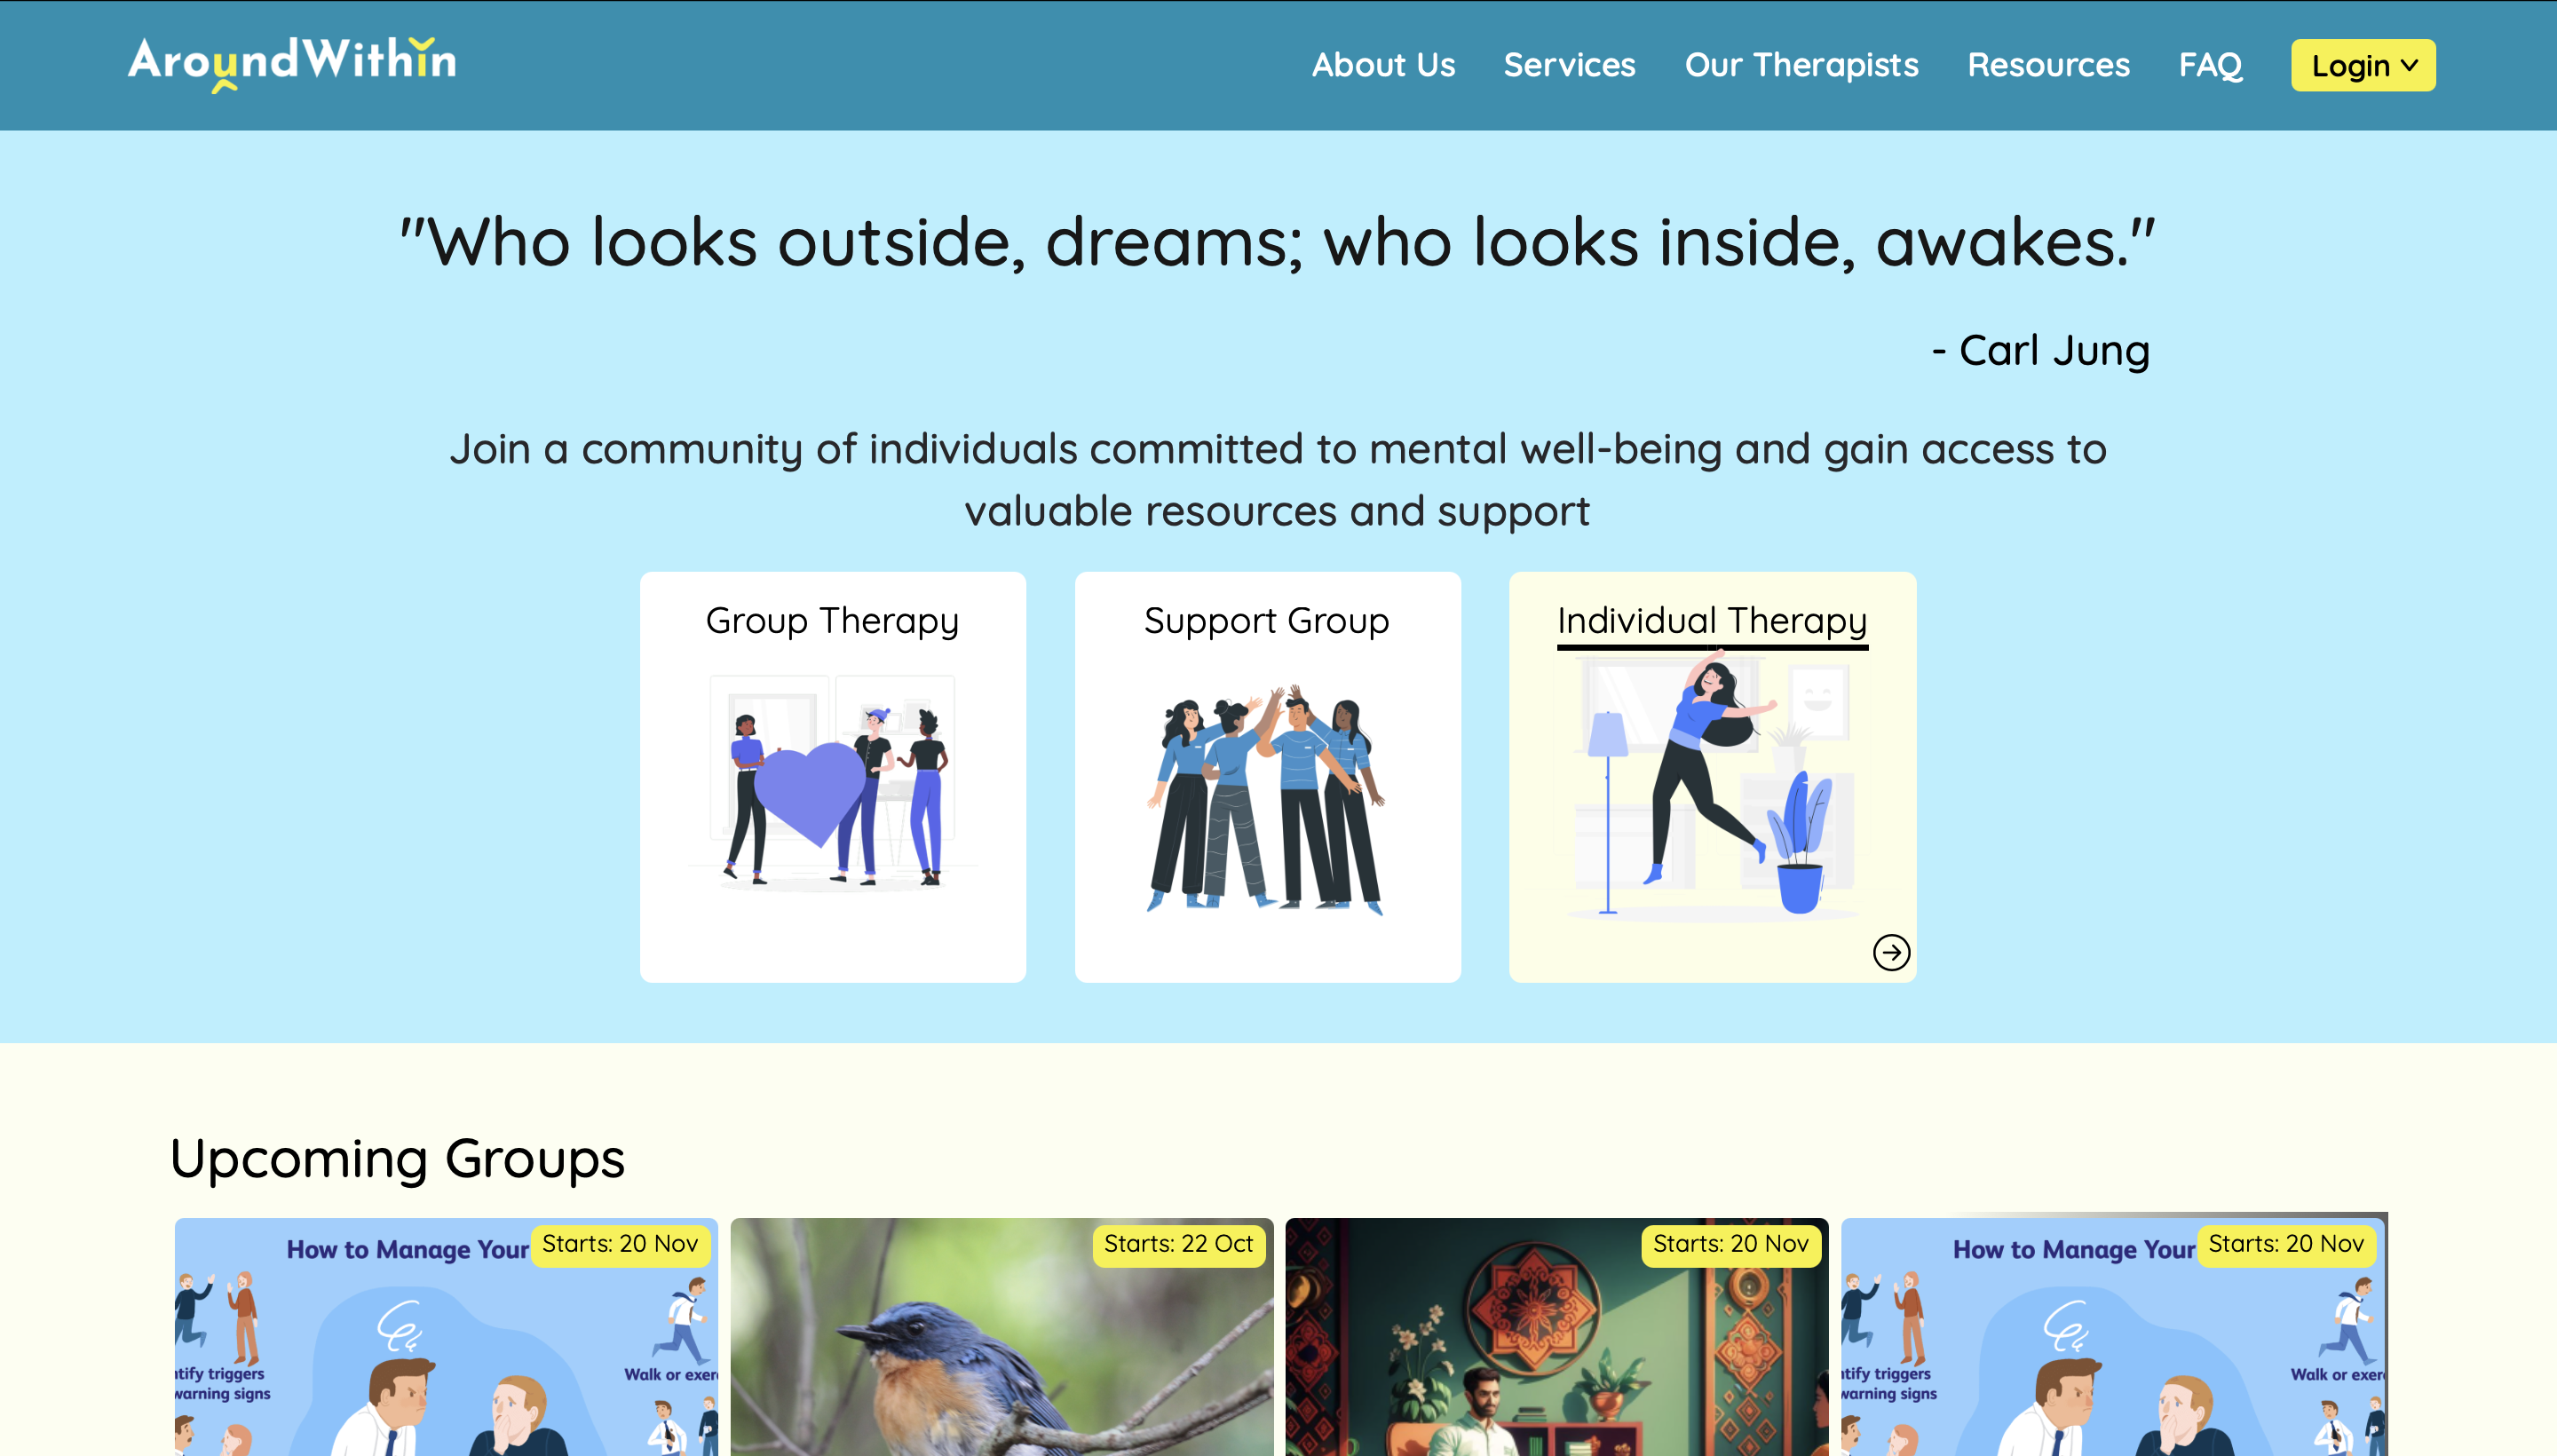 AroundWithin
About Us
Services
Our Therapists
Resources
FAQ
Login
"Who looks outside, dreams; who looks inside, awakes."
- Carl Jung
Join a community of individuals committed to mental well-being and gain access to
valuable resources and support
Group Therapy
Support Group
Individual Therapy
Upcoming Groups
How to Manage Your
Starts: 20 Nov
ntify triggers
warning signs
Walk or exer
Starts: 22 Oct
Starts: 20 Nov
How to Manage Your
Starts: 20 Nov
ntify triggers
warning signs
Walk or exer